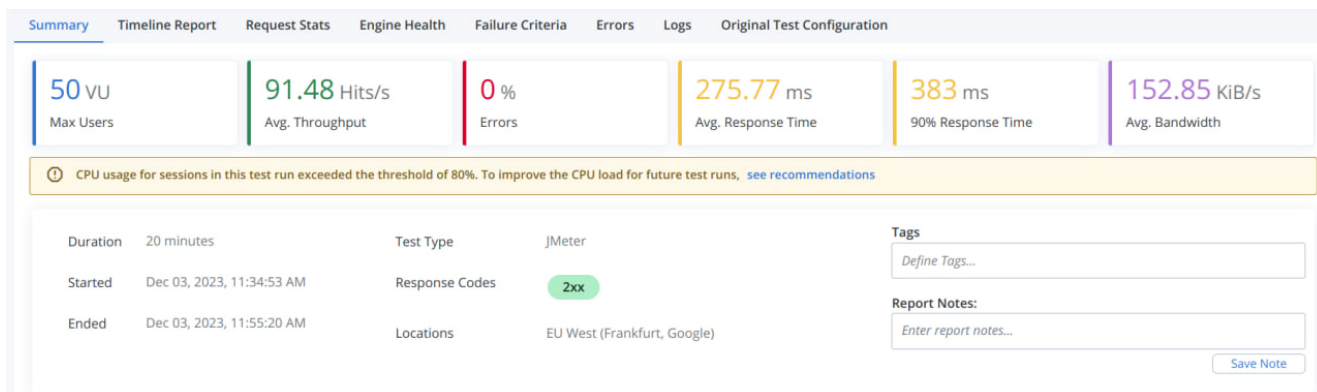 Summary Timeline Report Request Stats Engine Health Failure Criteria Errors Logs Original Test Configuration
50 VU
Max Users
91.48 Hits/s
Avg. Throughput
0 %
Errors
275.77 ms
Avg. Response Time
383 ms
90% Response Time
152.85 KiB/s
Avg. Bandwidth
CPU usage for sessions in this test run exceeded the threshold of 80%. To improve the CPU load for future test runs, see recommendations
Duration 20 minutes
Started Dec 03, 2023, 11:34:53 AM
Ended Dec 03, 2023, 11:55:20 AM
Test Type JMeter
Response Codes 2xx
Locations EU West (Frankfurt, Google)
Tags
Define Tags...
Report Notes:
Enter report notes...
Save Note